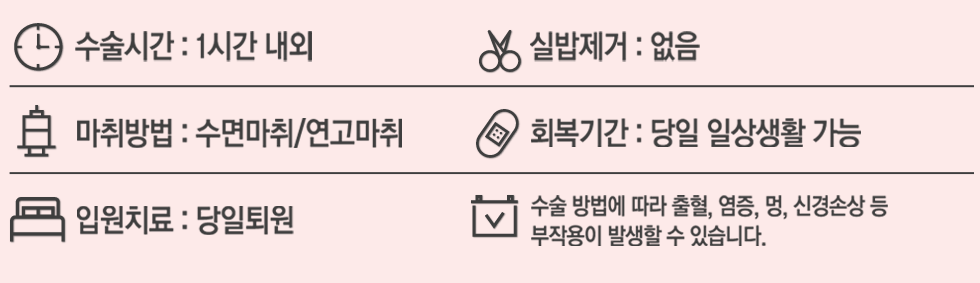 수술시간 : 1시간 내외
실밥제거 : 없음
마취방법 : 수면마취/연고마취
회복기간 : 당일 일상생활 가능
입원치료 : 당일퇴원
수술 방법에 따라 출혈, 염증, 멍, 신경손상 등
부작용이 발생할 수 있습니다.